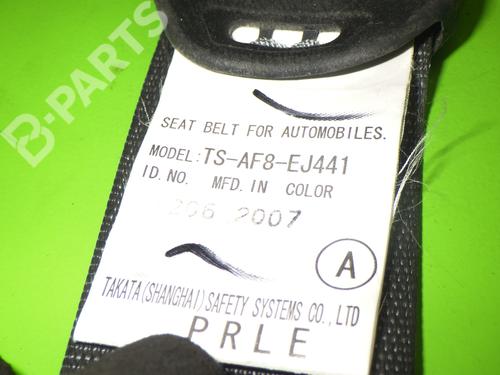 B-PARTS
SEAT BELT FOR AUTOMOBILES.
MODEL: TS-AF8-EJ441
ID. NO. MFD. IN COLOR
206 2007
A
TAKATA(SHANGHAI)SAFETY SYSTEMS CO.,LTD
PRLE